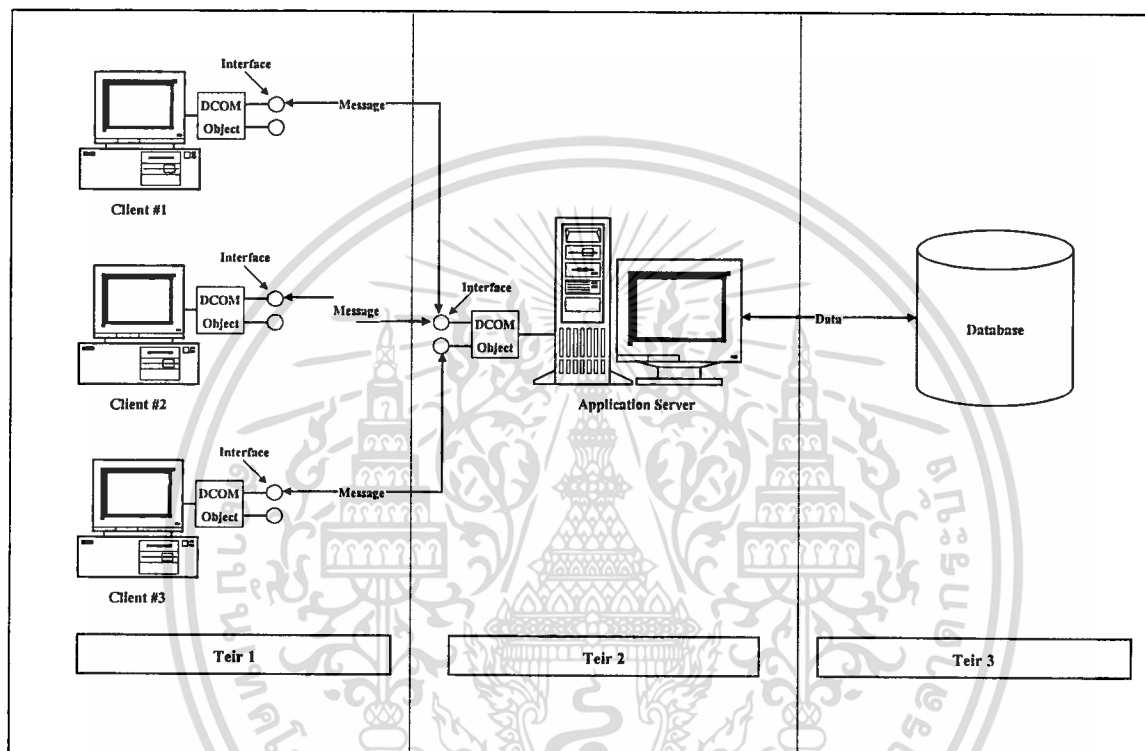 Interface
DCOM
Object
Message
Client #1
Interface
DCOM
Object
Message
Client #2
Interface
DCOM
Object
Message
Client #3
Interface
DCOM
Object
Application Server
Data
Database
Teir 1
Teir 2
Teir 3